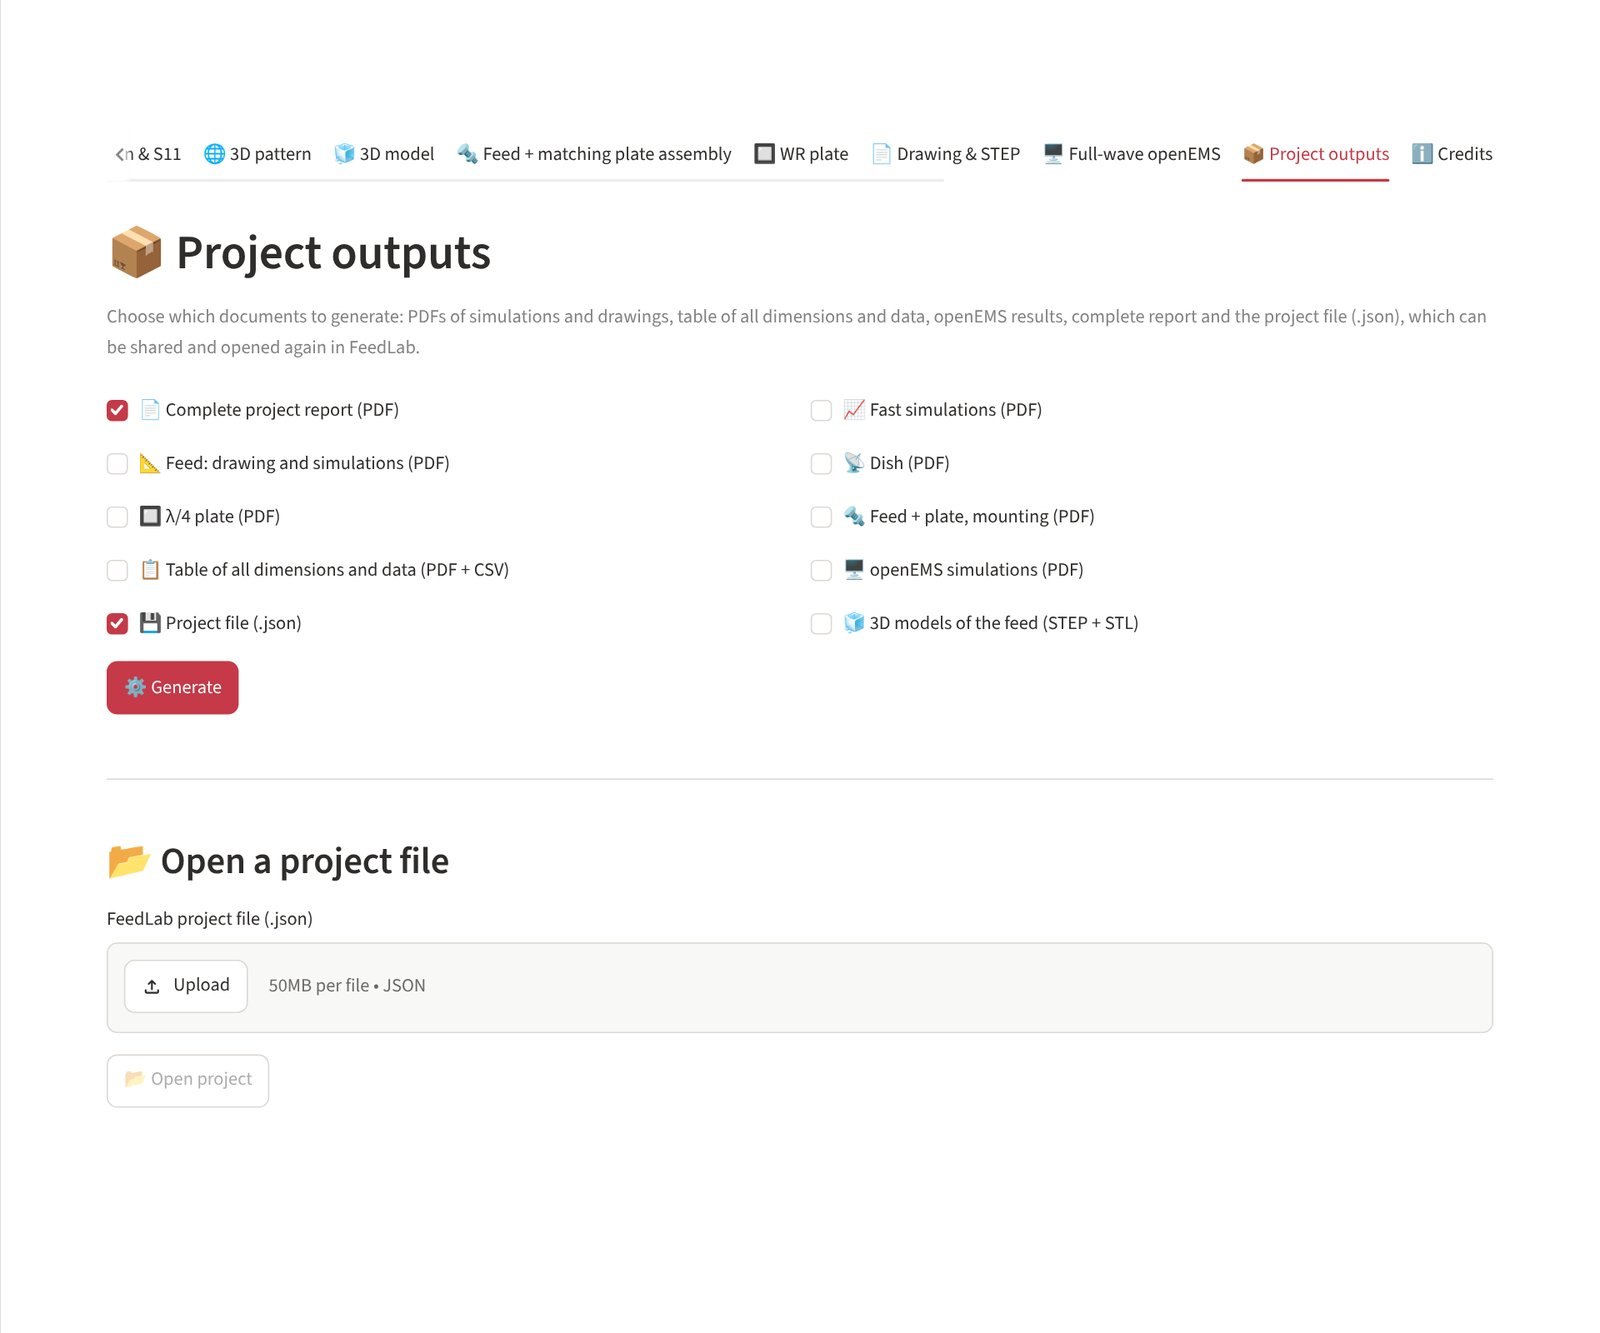 n & S11 3D pattern 3D model Feed + matching plate assembly WR plate Drawing & STEP Full-wave openEMS Project outputs Credits
Project outputs
Choose which documents to generate: PDFs of simulations and drawings, table of all dimensions and data, openEMS results, complete report and the project file (.json), which can
be shared and opened again in FeedLab.
Complete project report (PDF)
Fast simulations (PDF)
Feed: drawing and simulations (PDF)
Dish (PDF)
λ/4 plate (PDF)
Feed + plate, mounting (PDF)
Table of all dimensions and data (PDF + CSV)
openEMS simulations (PDF)
Project file (.json)
3D models of the feed (STEP + STL)
Generate
Open a project file
FeedLab project file (.json)
Upload 50MB per file • JSON
Open project